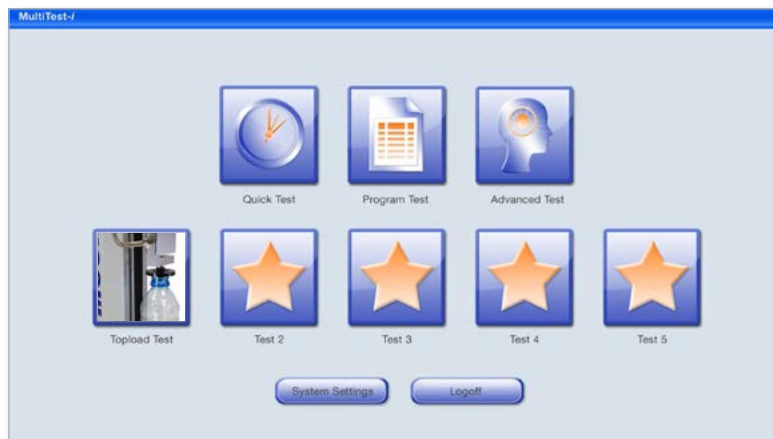 MultiTest-i
Quick Test
Program Test
Advanced Test
Topload Test
Test 2
Test 3
Test 4
Test 5
System Settings
Logoff